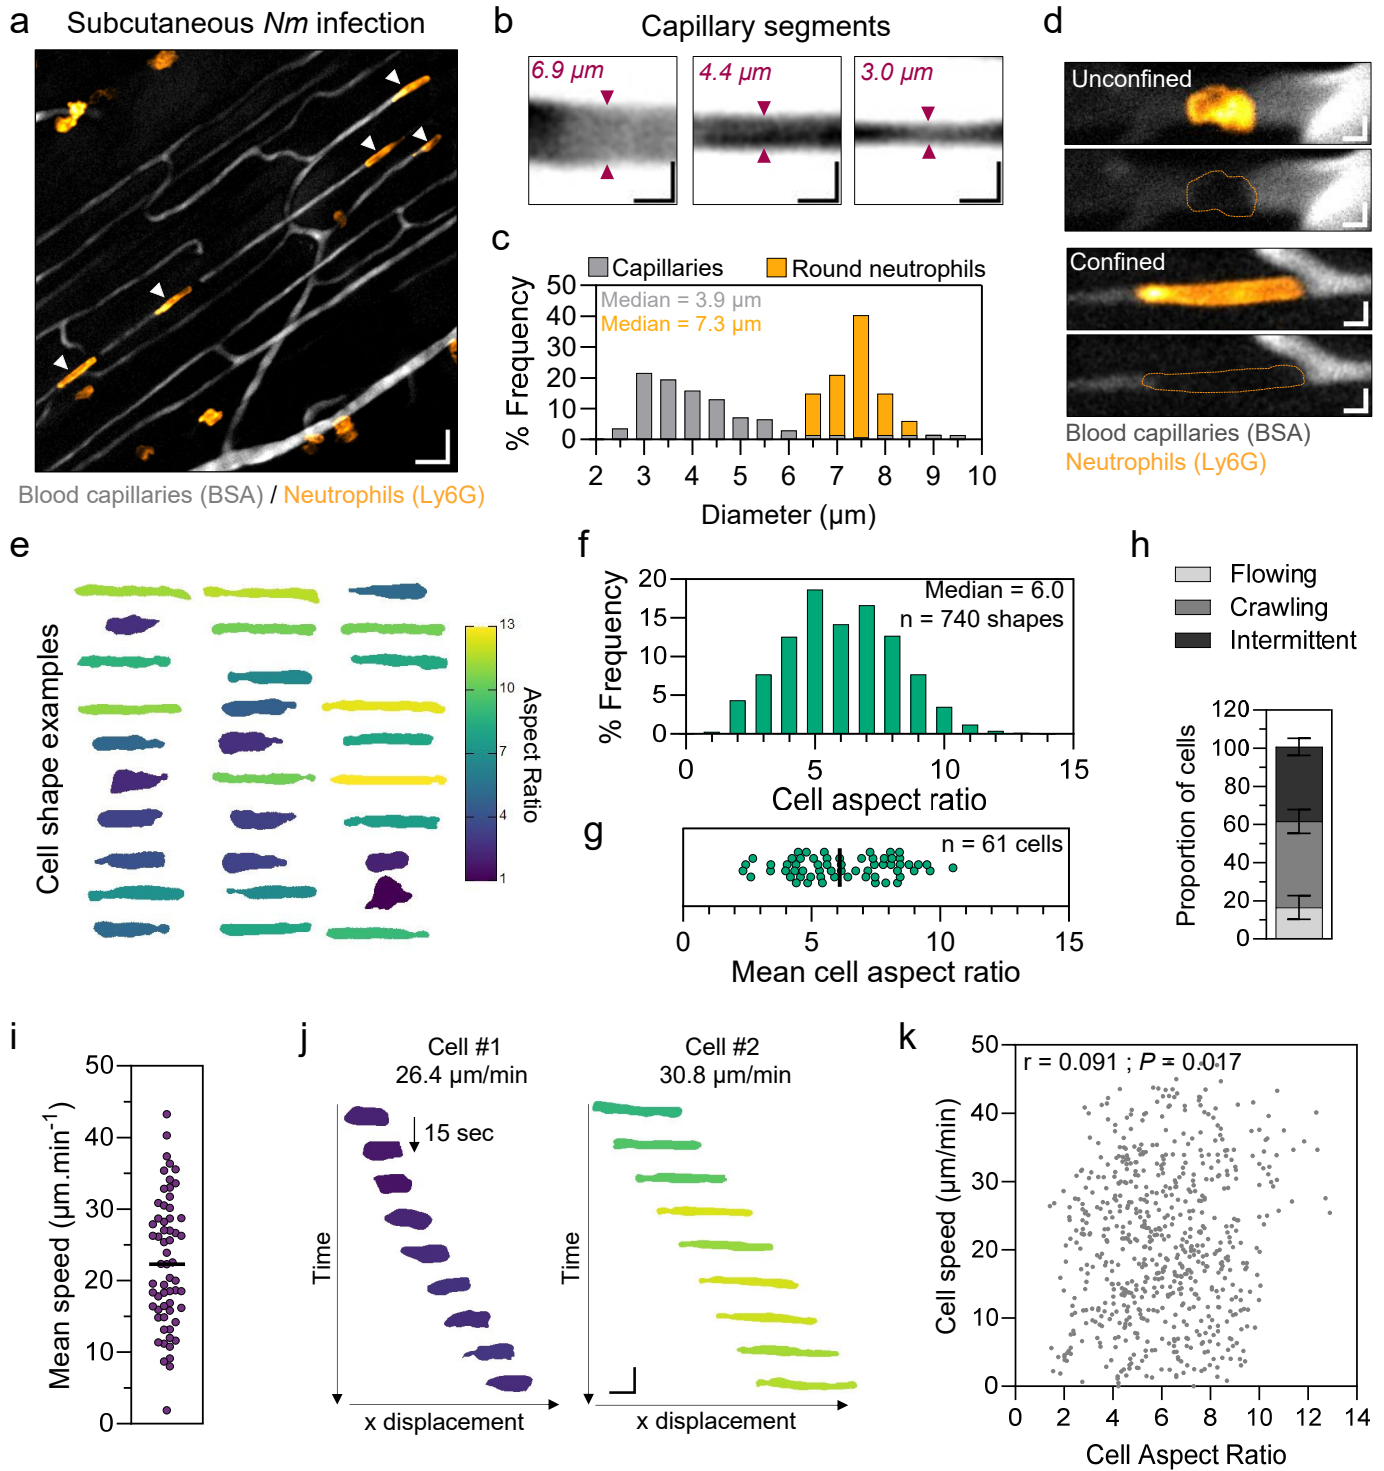 a
Subcutaneous Nm infection
Blood capillaries (BSA) / Neutrophils (Ly6G)
b
Capillary segments
6.9 µm
4.4 µm
3.0 µm
c
Capillaries
Round neutrophils
Median = 3.9 µm
Median = 7.3 µm
% Frequency
50
40
30
20
10
0
2 3 4 5 6 7 8 9 10
Diameter (µm)
d
Unconfined
Confined
Blood capillaries (BSA)
Neutrophils (Ly6G)
e
Cell shape examples
13
10
7
4
1
Aspect Ratio
f
Median = 6.0
n = 740 shapes
% Frequency
20
15
10
5
0
0 5 10 15
Cell aspect ratio
g
n = 61 cells
0 5 10 15
Mean cell aspect ratio
h
Flowing
Crawling
Intermittent
Proportion of cells
120
100
80
60
40
20
0
i
Mean speed (µm.min-1)
50
40
30
20
10
0
j
Cell #1
26.4 µm/min
15 sec
Time
x displacement
Cell #2
30.8 µm/min
Time
x displacement
k
r = 0.091 ; P = 0.017
Cell speed (µm/min)
50
40
30
20
10
0
0 2 4 6 8 10 12 14
Cell Aspect Ratio